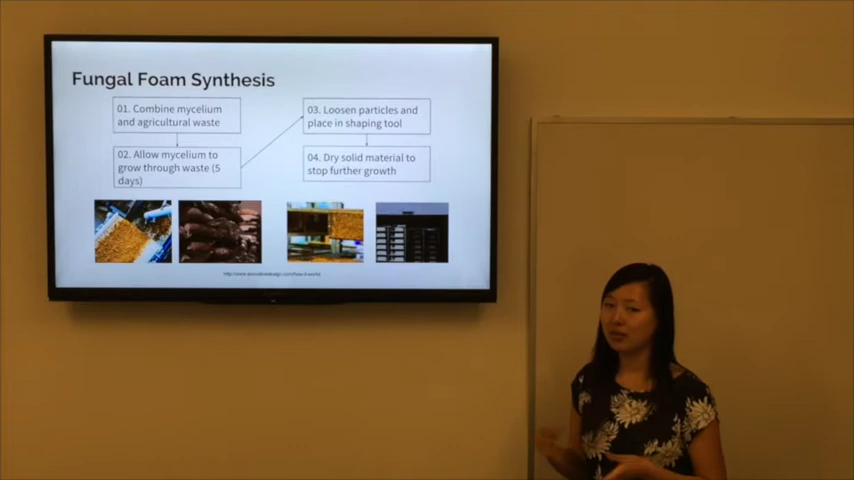 Fungal Foam Synthesis
01. Combine mycelium
and agricultural waste
02. Allow mycelium to
grow through waste (5
days)
03. Loosen particles and
place in shaping tool
04. Dry solid material to
stop further growth